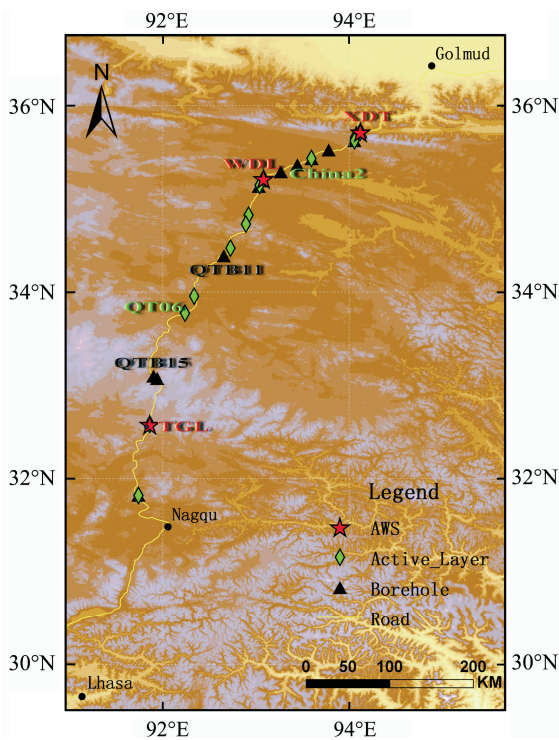 92°E 94°E
Golmud
N
36°N 36°N
XDT
WDL
China2
QTB11
34°N 34°N
QT06
QTB15
TGL
32°N 32°N
Legend
Nagqu
AWS
Active_Layer
Borehole
Road
30°N 30°N
0 50 100 200
KM
Lhasa
92°E 94°E